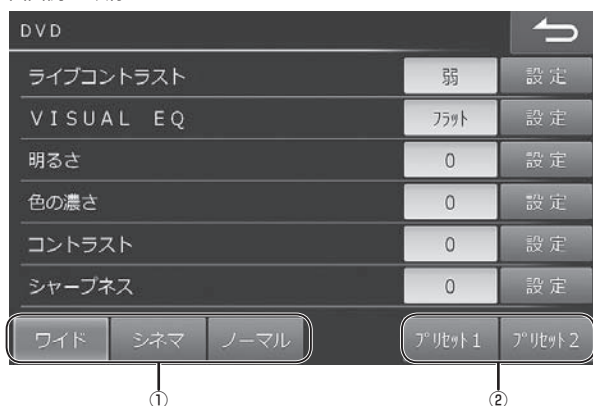 DVD
ライブコントラスト 弱 設定
VISUAL EQ フラット 設定
明るさ 0 設定
色の濃さ 0 設定
コントラスト 0 設定
シャープネス 0 設定
ワイド シネマ ノーマル プリセット1 プリセット2
① ②